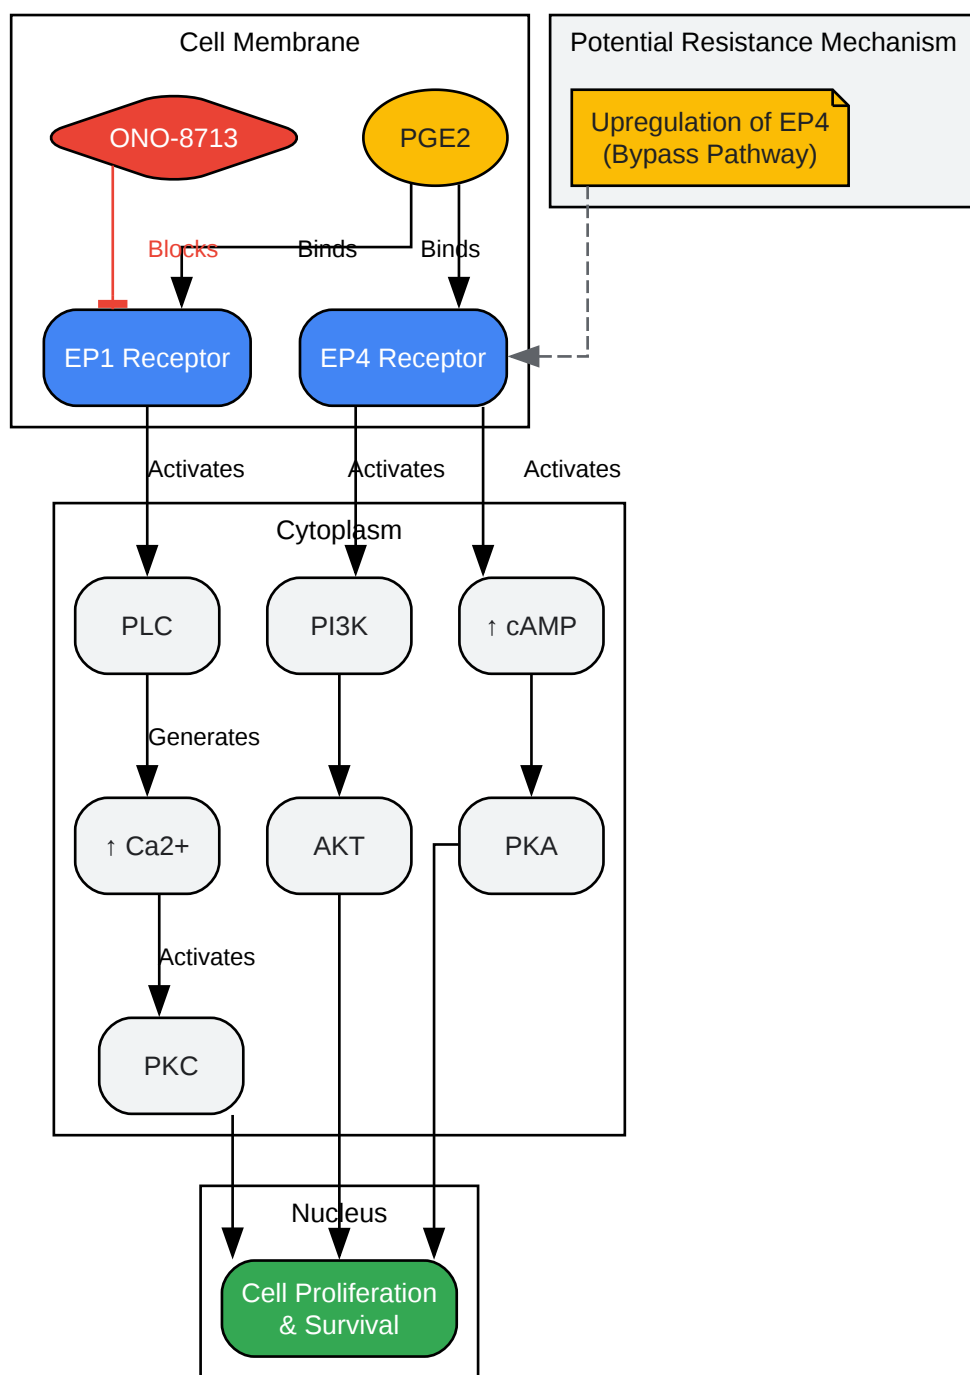 Cell Membrane
Potential Resistance Mechanism
ONO-8713
PGE2
Upregulation of EP4
(Bypass Pathway)
Blocks
Binds
Binds
EP1 Receptor
EP4 Receptor
Activates
Activates
Activates
Cytoplasm
PLC
PI3K
↑ cAMP
Generates
↑ Ca2+
AKT
PKA
Activates
PKC
Nucleus
Cell Proliferation
& Survival